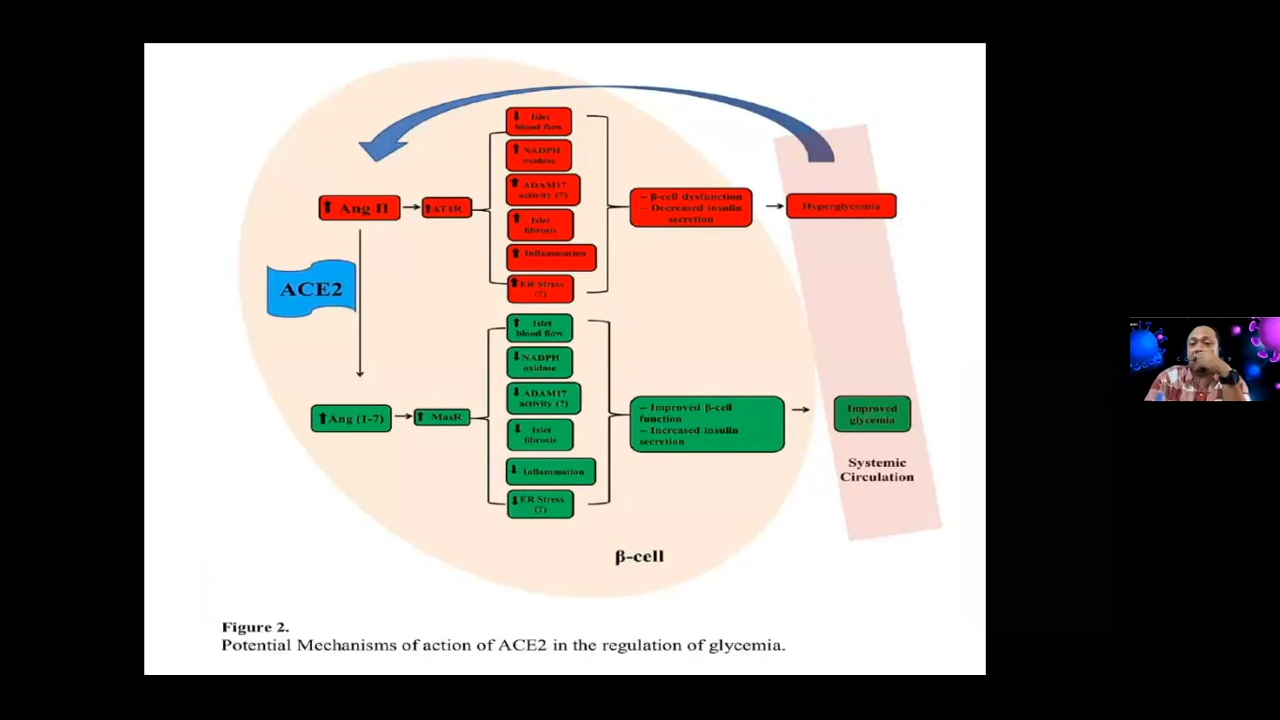 ⬇ Islet
blood flow
⬆ NADPH
oxidase
⬆ ADAM17
activity (?)
⬆ Islet
fibrosis
⬆ Inflammation
⬆ ER Stress
(?)
⬆ Ang II
⬆ AT1R
– β-cell dysfunction
– Decreased insulin
secretion
Hyperglycemia
ACE2
⬆ Islet
blood flow
⬇ NADPH
oxidase
⬇ ADAM17
activity (?)
⬇ Islet
fibrosis
⬇ Inflammation
⬇ ER Stress
(?)
⬆ Ang (1-7)
⬆ MasR
– Improved β-cell
function
– Increased insulin
secretion
Improved
glycemia
Systemic
Circulation
β-cell
Figure 2.
Potential Mechanisms of action of ACE2 in the regulation of glycemia.